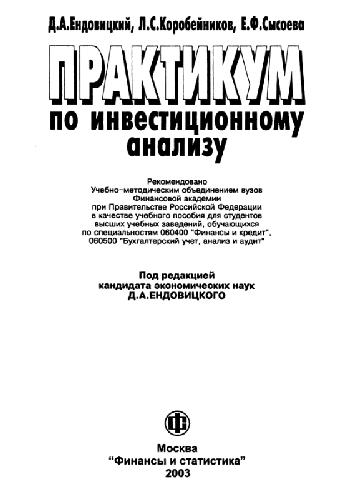 Д.А.Ендовицкий, Л.С.Коробейников, Е.Ф.Сысоева
ПРАКТИКУМ
по инвестиционному
анализу
Рекомендовано
Учебно-методическим объединением вузов
Финансовой академии
при Правительстве Российской Федерации
в качестве учебного пособия для студентов
высших учебных заведений, обучающихся
по специальностям 060400 "Финансы и кредит",
060500 "Бухгалтерский учет, анализ и аудит"
Под редакцией
кандидата экономических наук
Д.А.ЕНДОВИЦКОГО
Москва
"Финансы и статистика"
2003